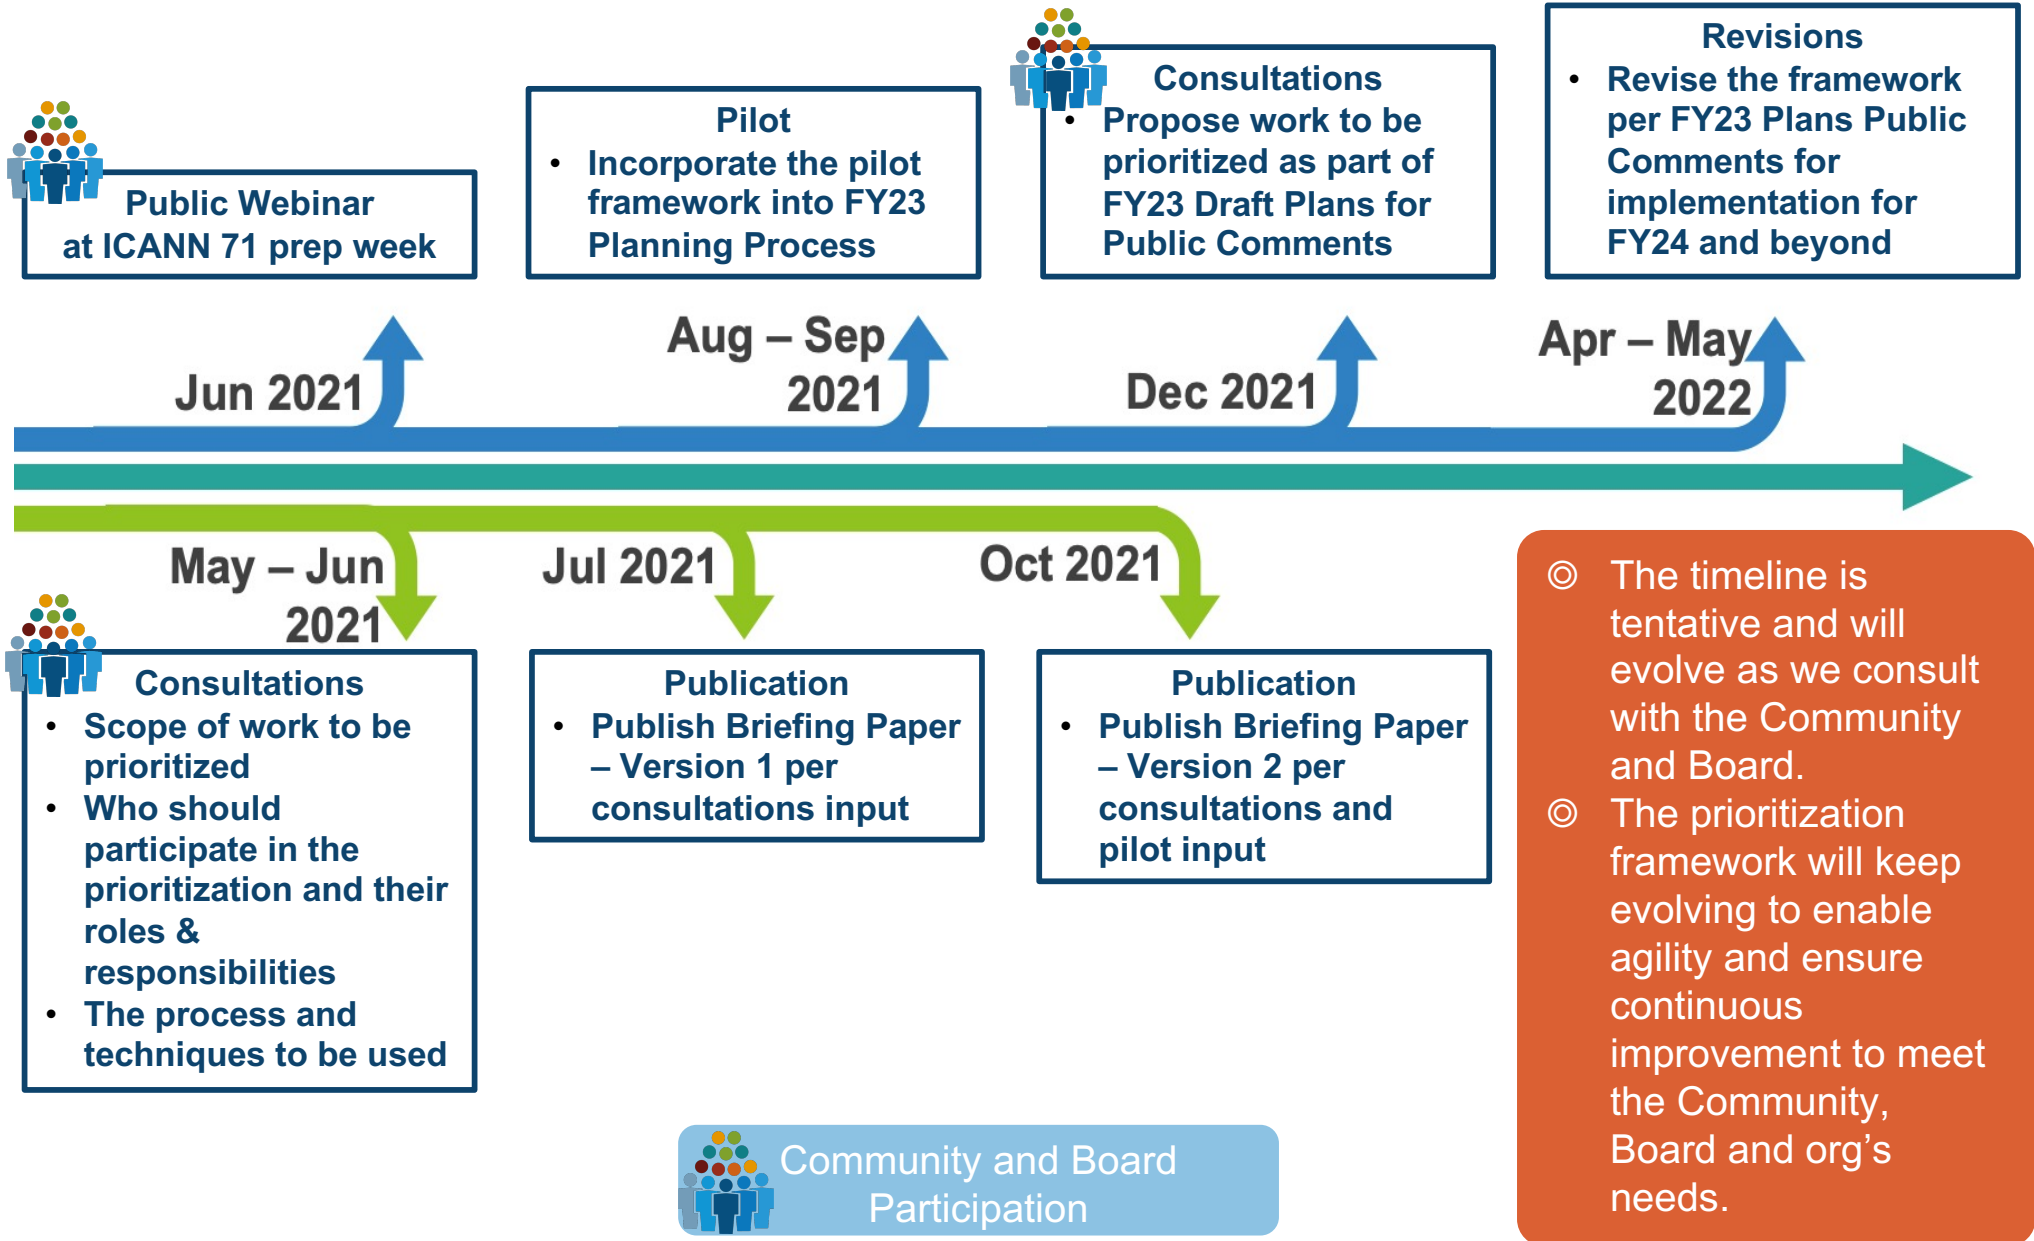 Public Webinar
at ICANN 71 prep week
Pilot
• Incorporate the pilot
framework into FY23
Planning Process
Consultations
• Propose work to be
prioritized as part of
FY23 Draft Plans for
Public Comments
Revisions
• Revise the framework
per FY23 Plans Public
Comments for
implementation for
FY24 and beyond
Jun 2021
Aug – Sep
2021
Dec 2021
Apr – May
2022
May – Jun
2021
Jul 2021
Oct 2021
Consultations
• Scope of work to be
prioritized
• Who should
participate in the
prioritization and their
roles &
responsibilities
• The process and
techniques to be used
Publication
• Publish Briefing Paper
– Version 1 per
consultations input
Publication
• Publish Briefing Paper
– Version 2 per
consultations and
pilot input
◎ The timeline is
tentative and will
evolve as we consult
with the Community
and Board.
◎ The prioritization
framework will keep
evolving to enable
agility and ensure
continuous
improvement to meet
the Community,
Board and org’s
needs.
Community and Board
Participation